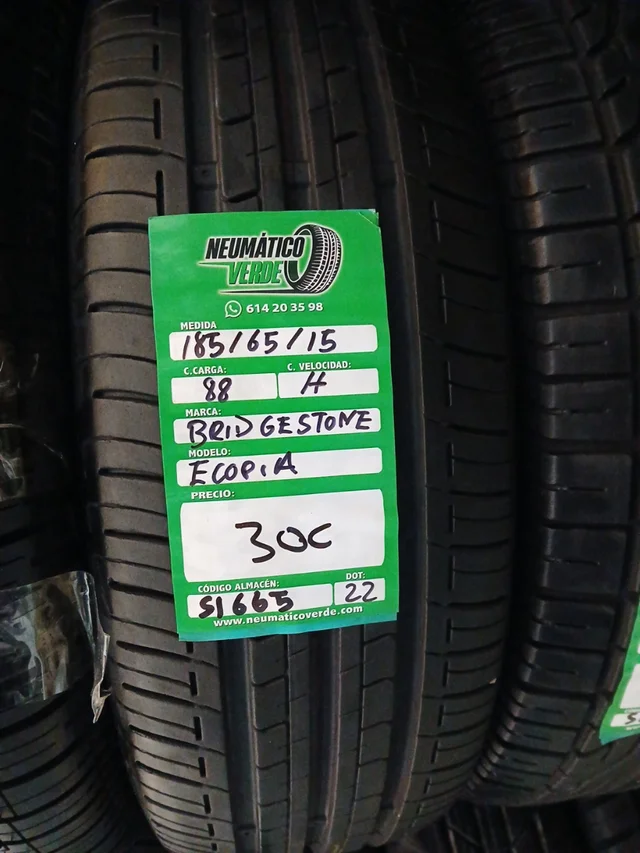 NEUMÁTICO
VERDE
614 20 35 98
MEDIDA
185/65/15
C.CARGA: C. VELOCIDAD:
88 H
MARCA:
BRIDGESTONE
MODELO:
ECOPIA
PRECIO:
30€
CÓDIGO ALMACÉN: DOT:
S1665 22
www.neumaticoverde.com